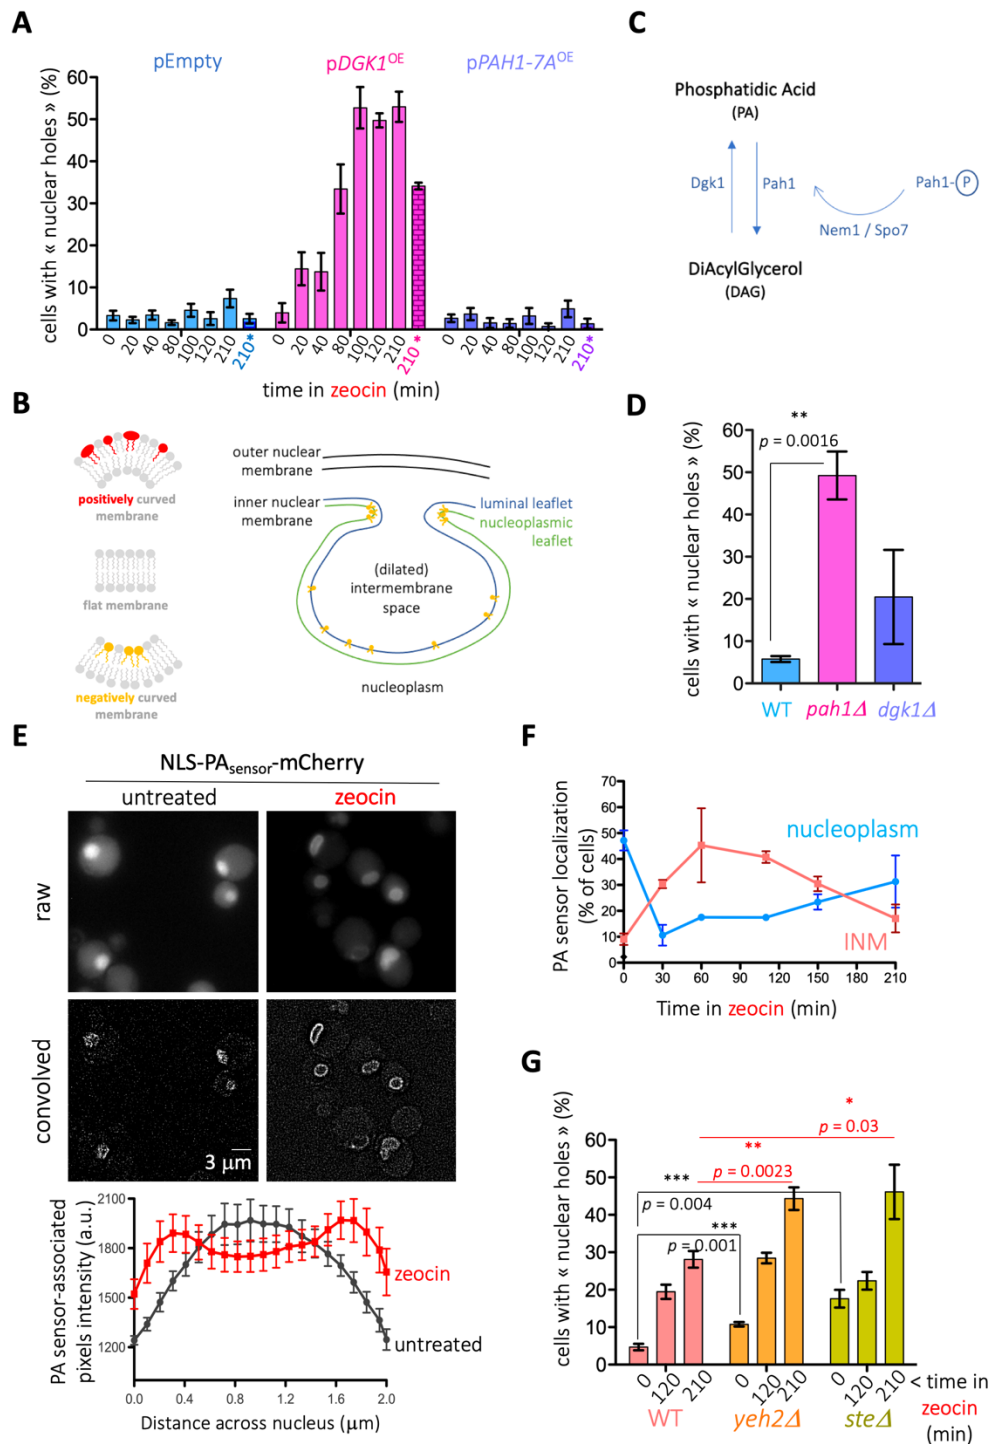 A
pEmpty
pDGK1OE
pPAH1-7AOE
cells with « nuclear holes » (%)
60
50
40
30
20
10
0
0 20 40 80 100 120 210 210*
0 20 40 80 100 120 210 210*
0 20 40 80 100 120 210 210*
time in zeocin (min)
B
positively curved
membrane
flat membrane
negatively curved
membrane
outer nuclear
membrane
inner nuclear
membrane
luminal leaflet
nucleoplasmic
leaflet
(dilated)
intermembrane
space
nucleoplasm
C
Phosphatidic Acid
(PA)
Dgk1
Pah1
Pah1-P
Nem1 / Spo7
DiAcylGlycerol
(DAG)
D
cells with « nuclear holes » (%)
60
50
40
30
20
10
0
**
p = 0.0016
WT
pah1Δ
dgk1Δ
E
NLS-PAsensor-mCherry
untreated
zeocin
raw
convolved
3 μm
PA sensor-associated
pixels intensity (a.u.)
2100
1800
1500
1200
zeocin
untreated
0.0 0.4 0.8 1.2 1.6 2.0
Distance across nucleus (μm)
F
PA sensor localization
(% of cells)
70
60
50
40
30
20
10
0
nucleoplasm
INM
0 30 60 90 120 150 180 210
Time in zeocin (min)
G
cells with « nuclear holes » (%)
60
50
40
30
20
10
0
*
p = 0.03
**
p = 0.0023
***
p = 0.004
***
p = 0.001
0 120 210
0 120 210
0 120 210
< time in
zeocin
(min)
WT
yeh2Δ
steΔ